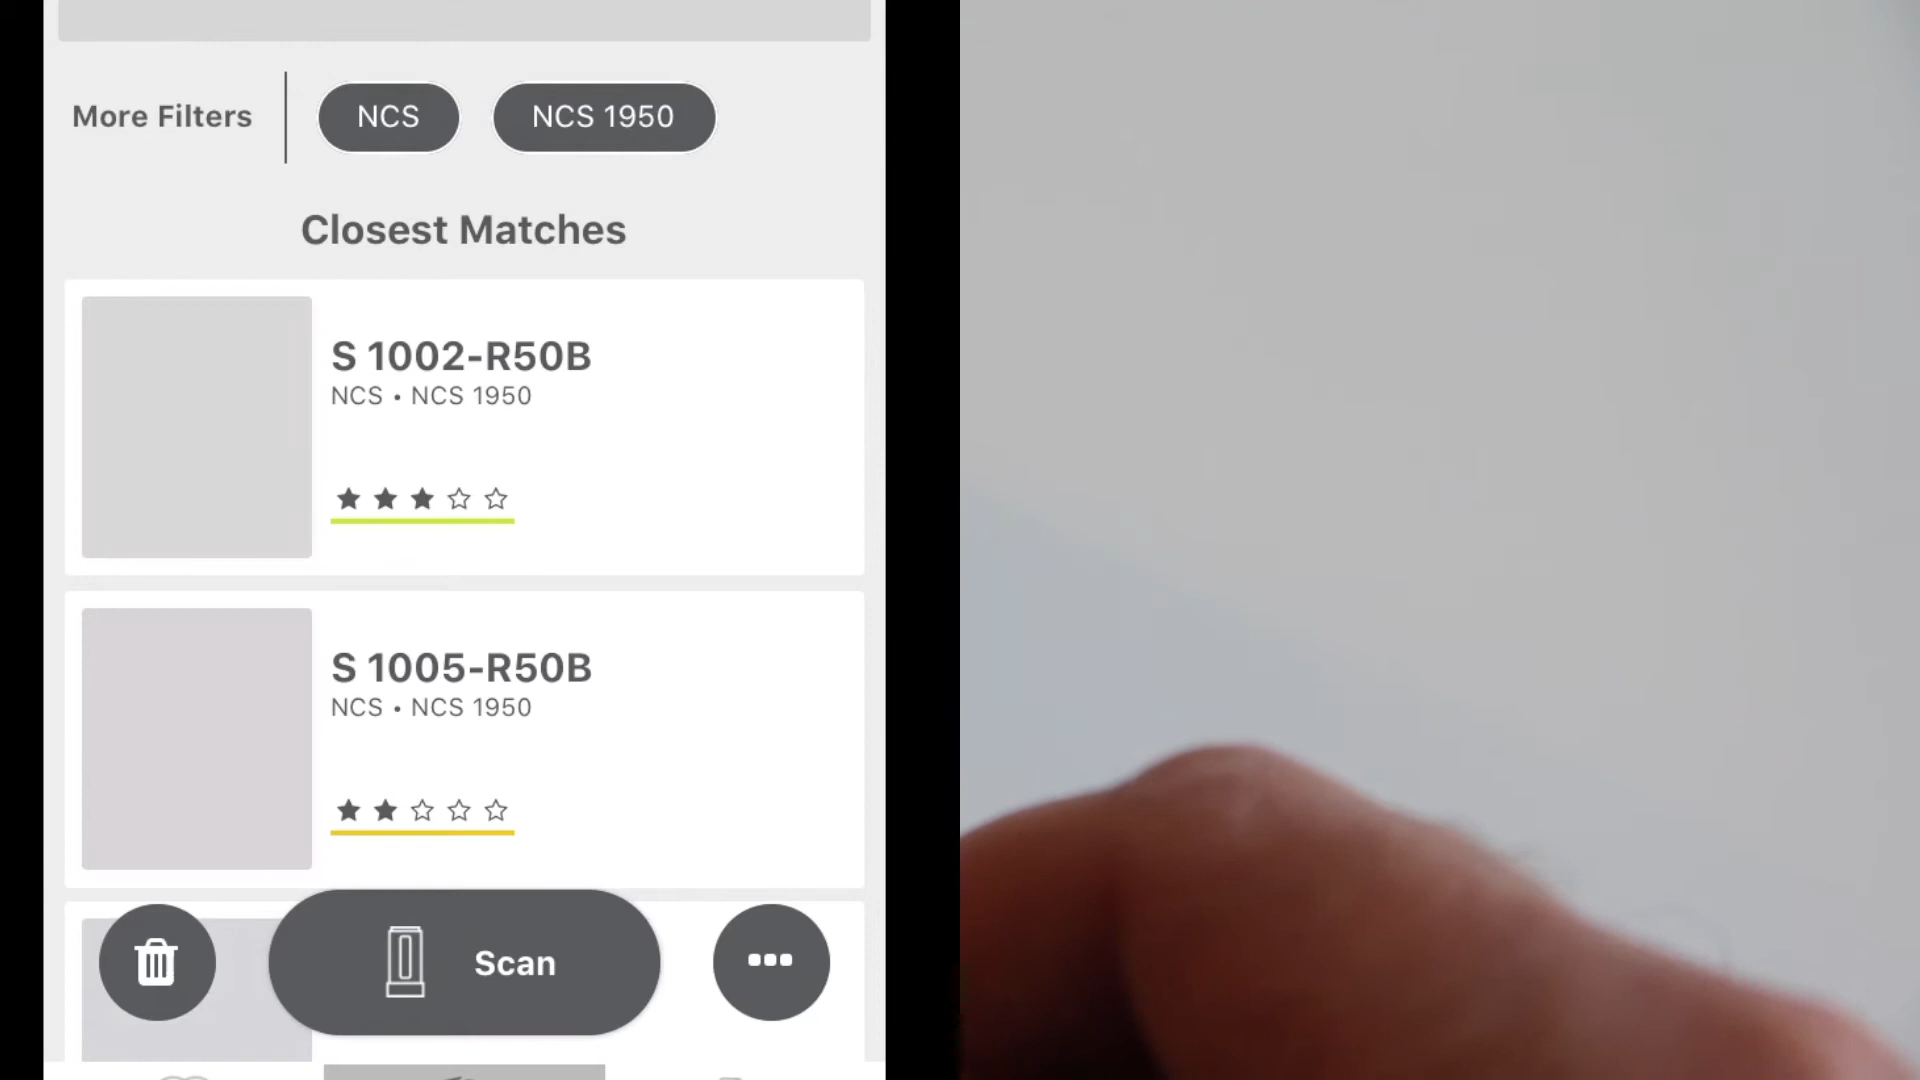 More Filters
NCS
NCS 1950
Closest Matches
S 1002-R50B
NCS • NCS 1950
S 1005-R50B
NCS • NCS 1950
Scan